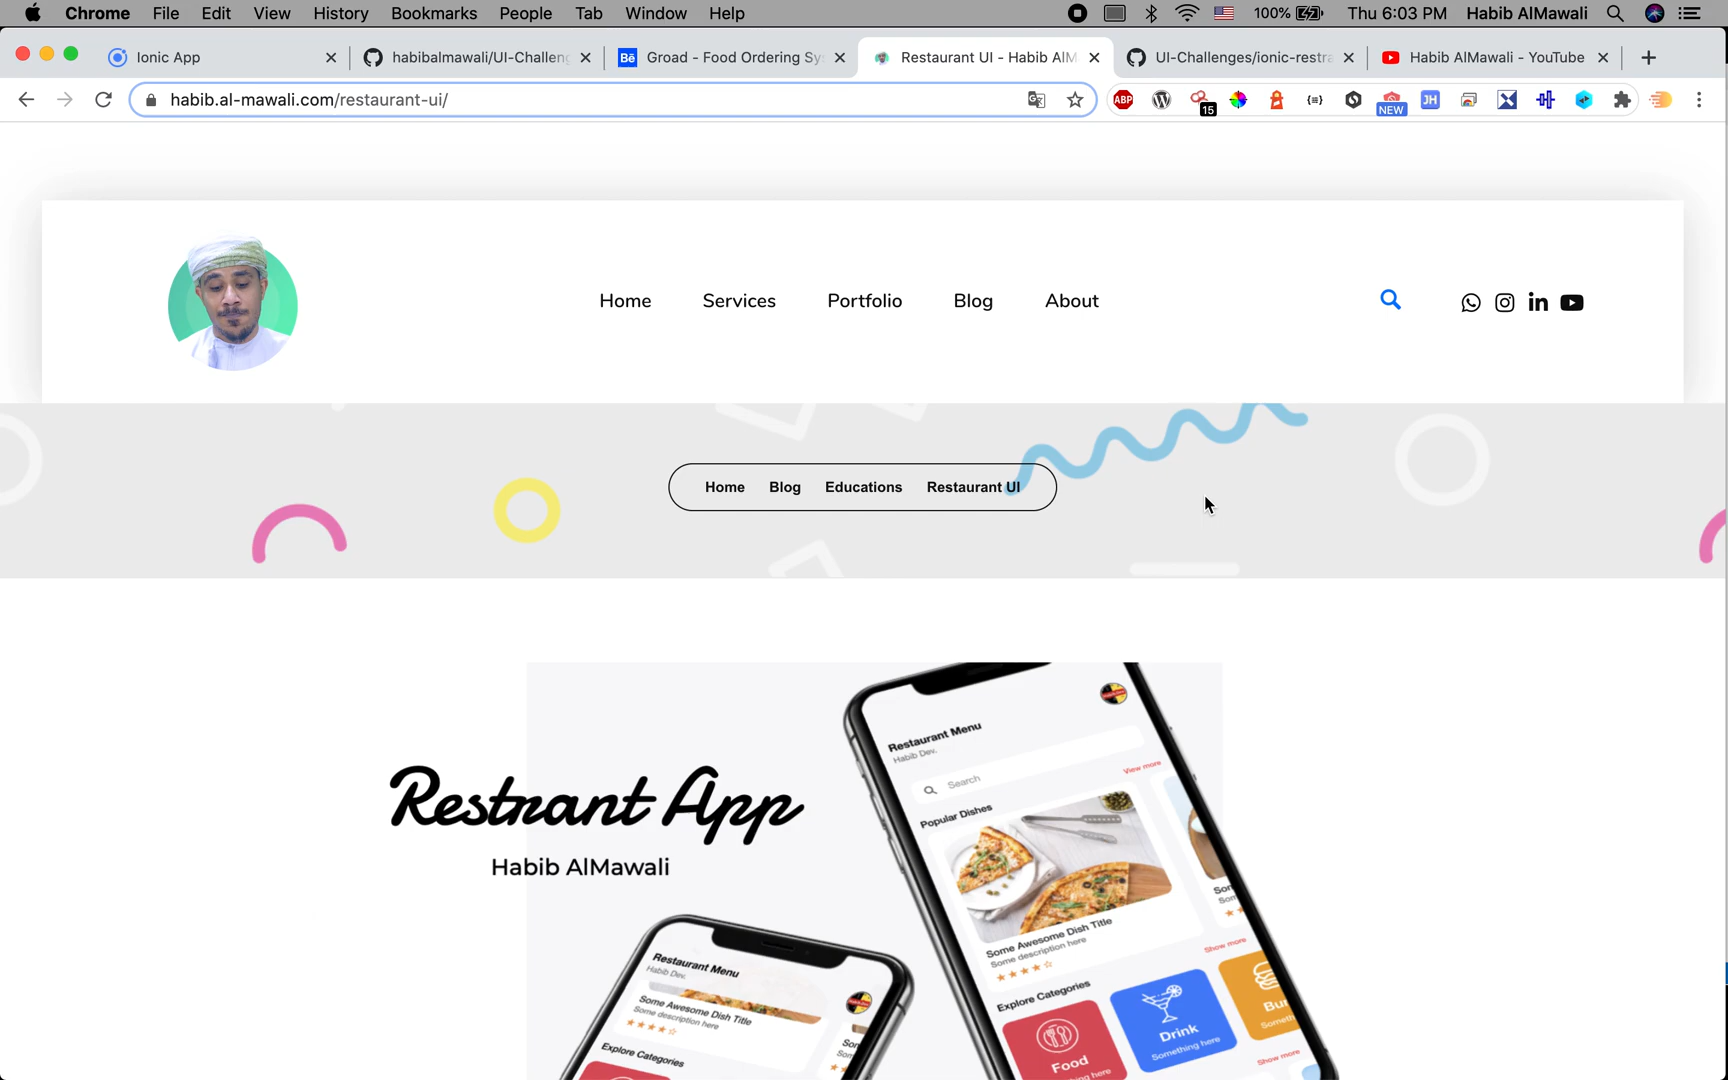 Chrome File Edit View History Bookmarks People Tab Window Help 100% Thu 6:03 PM Habib AlMawali
Ionic App habibalmawali/UI-Challeng Groad - Food Ordering Sy Restaurant UI - Habib AlM UI-Challenges/ionic-restra Habib AlMawali - YouTube
habib.al-mawali.com/restaurant-ui/ ABP 15 NEW JH
Home Services Portfolio Blog About
Home Blog Educations Restaurant UI
Restrant App
Habib AlMawali
Restaurant Menu
Habib Dev.
Search
View more
Popular Dishes
Some Awesome Dish Title
Some description here
Show more
Explore Categories
Food
Drink
Something here
Show more
Restaurant Menu
Habib Dev.
Some Awesome Dish Title
Some description here
Explore Categories